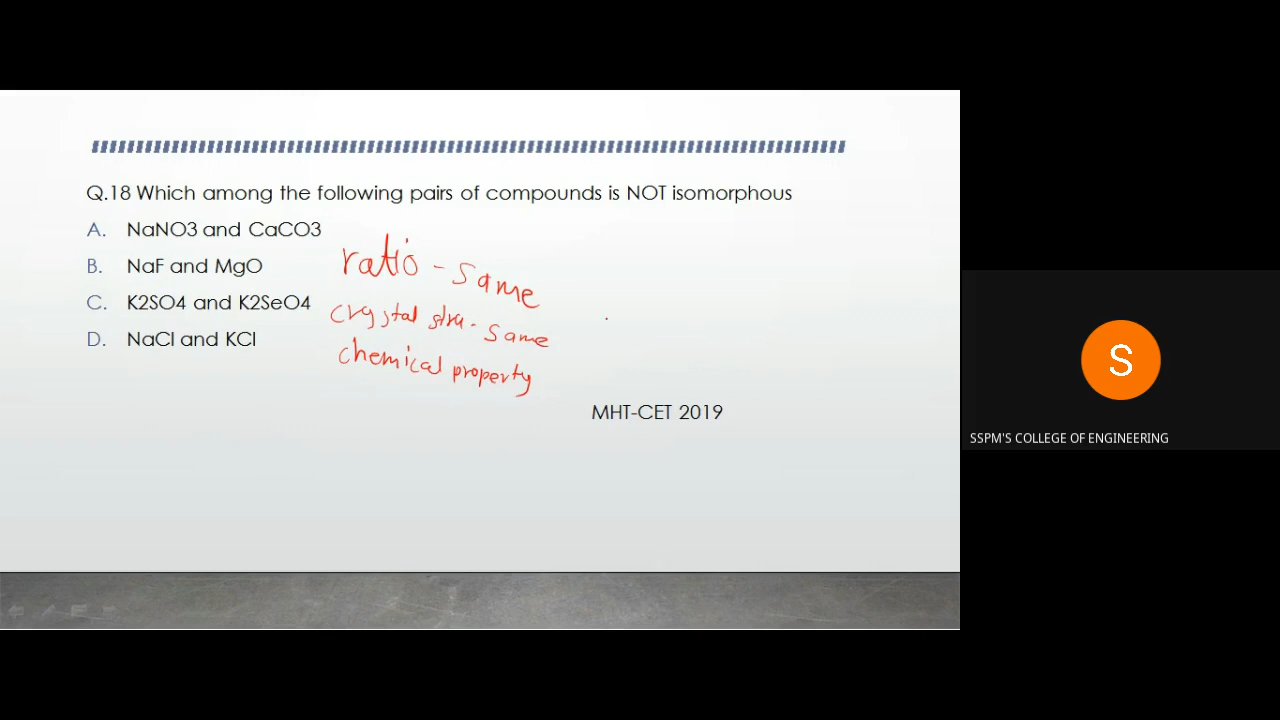 Q.18 Which among the following pairs of compounds is NOT isomorphous
A. NaNO3 and CaCO3
B. NaF and MgO
C. K2SO4 and K2SeO4
D. NaCl and KCl
ratio - same
crystal stru. same
chemical property
MHT-CET 2019
S
SSPM'S COLLEGE OF ENGINEERING